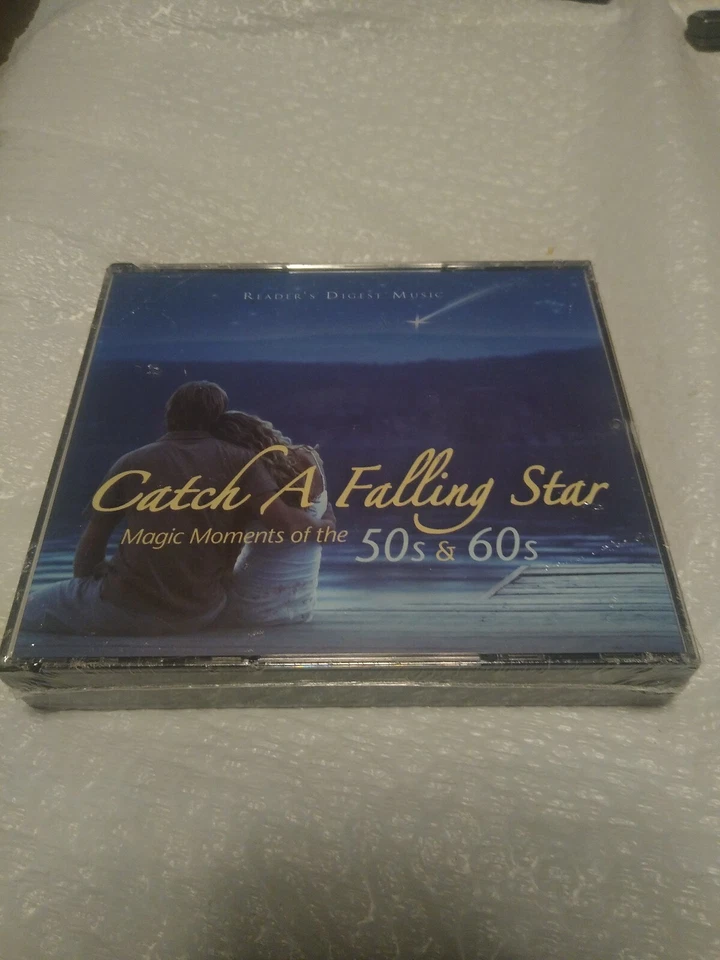 Reader's Digest Music
Catch A Falling Star
Magic Moments of the 50s & 60s